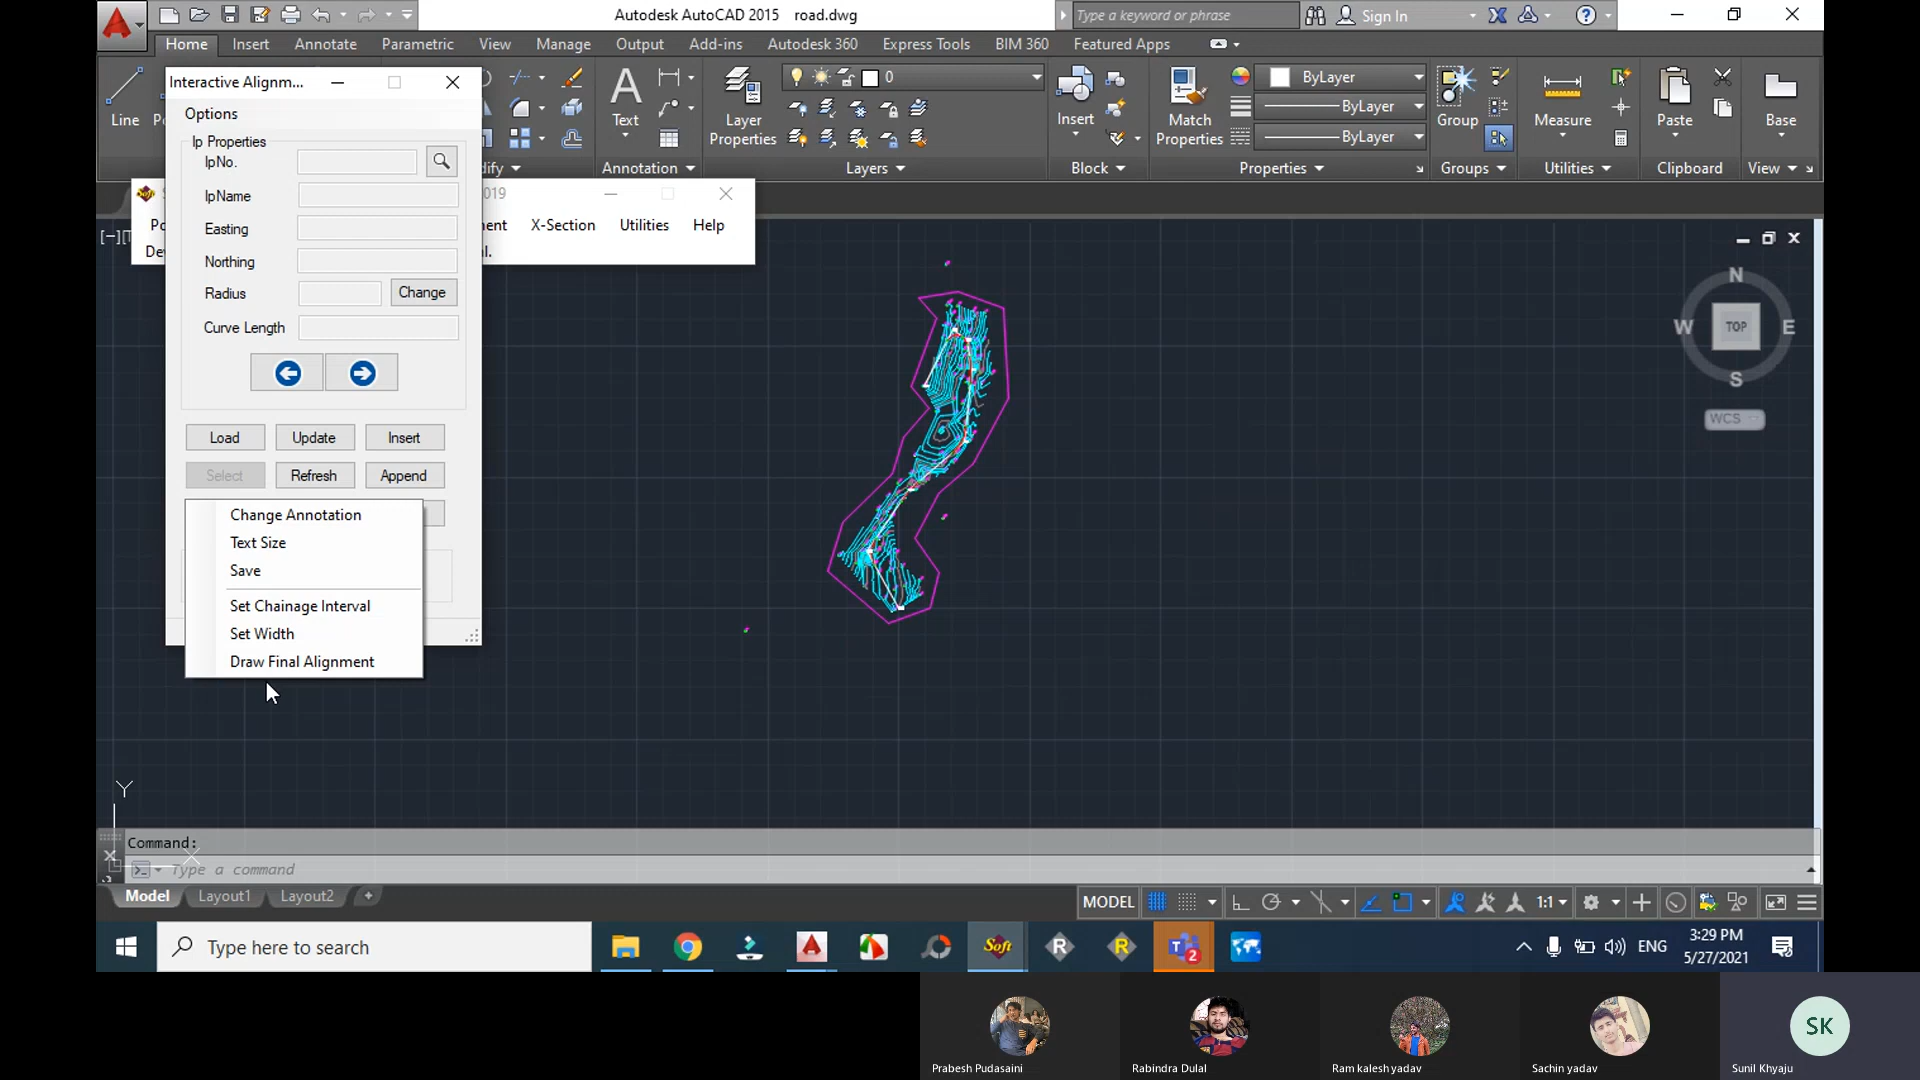 Autodesk AutoCAD 2015 road.dwg
Type a keyword or phrase
Sign In
Home Insert Annotate Parametric View Manage Output Add-ins Autodesk 360 Express Tools BIM 360 Featured Apps
Line
Text
Layer
Properties
0
Insert
Match
Properties
ByLayer
ByLayer
ByLayer
Group
Measure
Paste
Base
Annotation Layers Block Properties Groups Utilities Clipboard View
Interactive Alignm...
Options
Ip Properties
IpNo.
IpName
Easting
Northing
Radius Change
Curve Length
Load Update Insert
Select Refresh Append
Change Annotation
Text Size
Save
Set Chainage Interval
Set Width
Draw Final Alignment
019
X-Section Utilities Help
N
W TOP E
S
WCS
Y
Command:
Type a command
Model Layout1 Layout2
MODEL 1:1
Type here to search
Soft
R
R
T
2
ENG
3:29 PM
5/27/2021
SK
Prabesh Pudasaini Rabindra Dulal Ram kalesh yadav Sachin yadav Sunil Khyaju